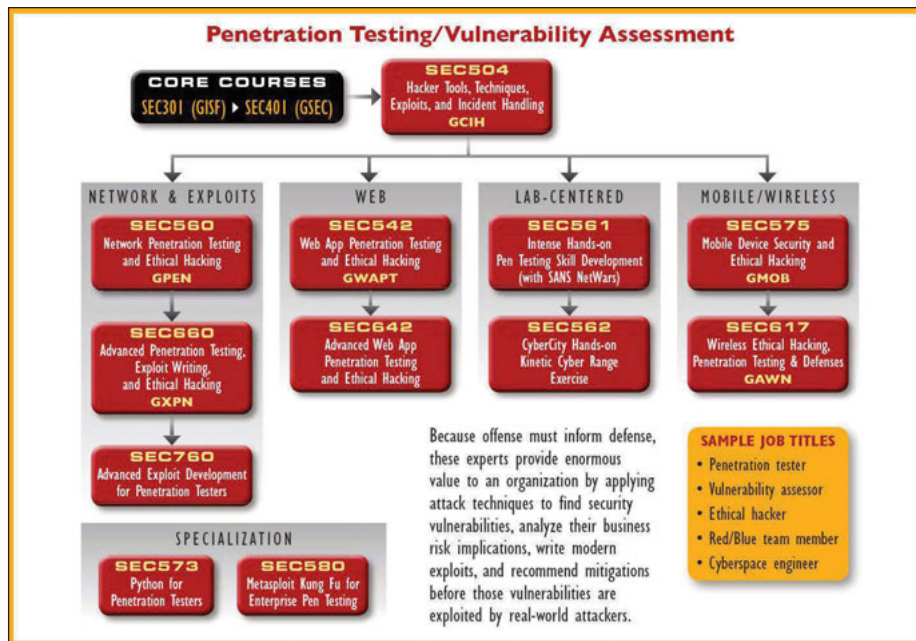 Penetration Testing/Vulnerability Assessment
CORE COURSES
SEC301 (GISF) ▸ SEC401 (GSEC)
SEC504
Hacker Tools, Techniques,
Exploits, and Incident Handling
GCIH
NETWORK & EXPLOITS
SEC560
Network Penetration Testing
and Ethical Hacking
GPEN
SEC660
Advanced Penetration Testing,
Exploit Writing,
and Ethical Hacking
GXPN
SEC760
Advanced Exploit Development
for Penetration Testers
WEB
SEC542
Web App Penetration Testing
and Ethical Hacking
GWAPT
SEC642
Advanced Web App
Penetration Testing
and Ethical Hacking
LAB-CENTERED
SEC561
Intense Hands-on
Pen Testing Skill Development
(with SANS NetWars)
SEC562
CyberCity Hands-on
Kinetic Cyber Range
Exercise
MOBILE/WIRELESS
SEC575
Mobile Device Security and
Ethical Hacking
GMOB
SEC617
Wireless Ethical Hacking,
Penetration Testing & Defenses
GAWN
SPECIALIZATION
SEC573
Python for
Penetration Testers
SEC580
Metasploit Kung Fu for
Enterprise Pen Testing
Because offense must inform defense,
these experts provide enormous
value to an organization by applying
attack techniques to find security
vulnerabilities, analyze their business
risk implications, write modern
exploits, and recommend mitigations
before those vulnerabilities are
exploited by real-world attackers.
SAMPLE JOB TITLES
• Penetration tester
• Vulnerability assessor
• Ethical hacker
• Red/Blue team member
• Cyberspace engineer